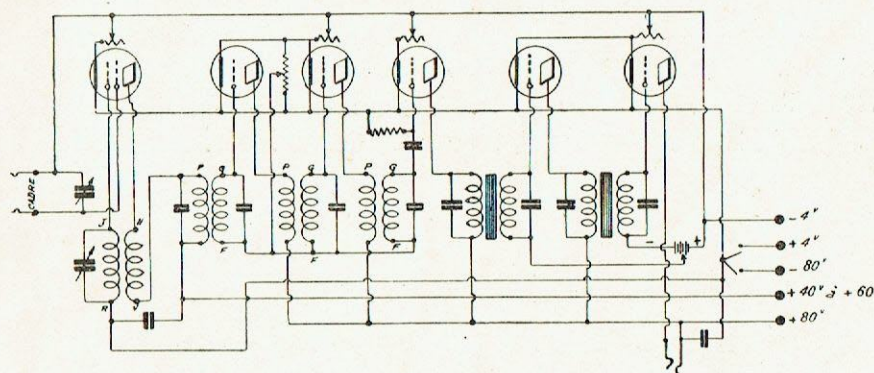 CADRE
P G P G P G
J H
F F F
R J
- +
- 4ᵛ
+ 4ᵛ
- 80ᵛ
+ 40ᵛ à + 60
+ 80ᵛ